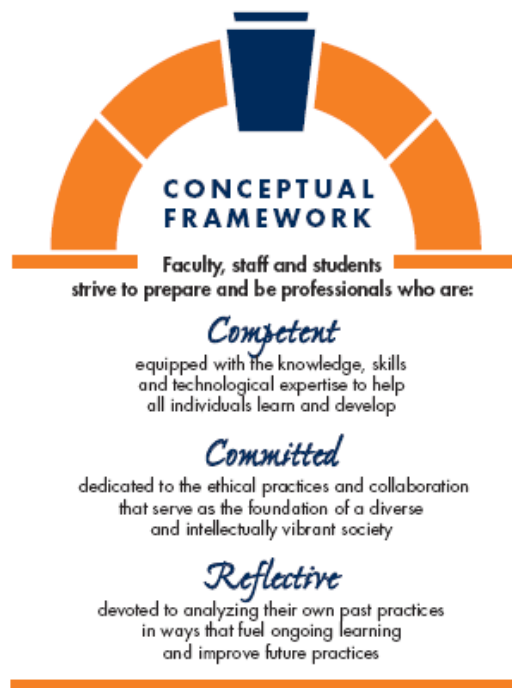 CONCEPTUAL
FRAMEWORK
Faculty, staff and students
strive to prepare and be professionals who are:
Competent
equipped with the knowledge, skills
and technological expertise to help
all individuals learn and develop
Committed
dedicated to the ethical practices and collaboration
that serve as the foundation of a diverse
and intellectually vibrant society
Reflective
devoted to analyzing their own past practices
in ways that fuel ongoing learning
and improve future practices